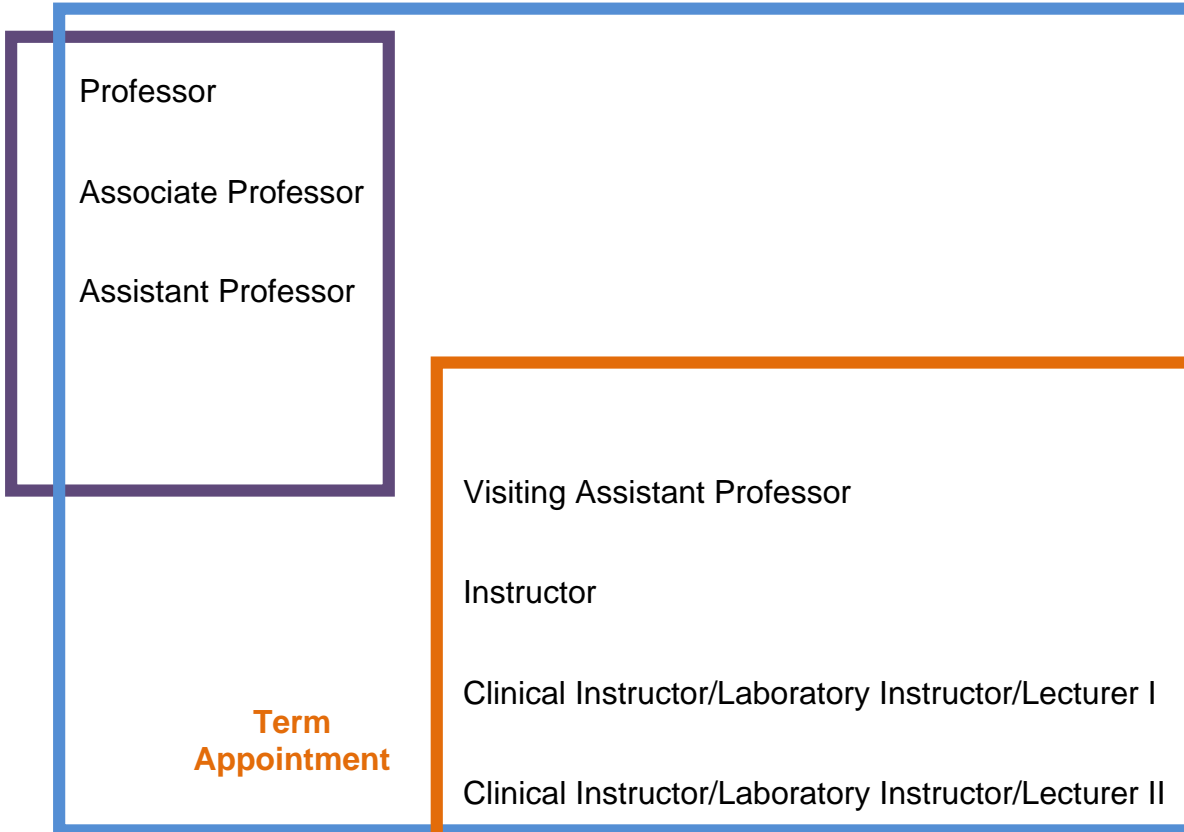 Professor
Associate Professor
Assistant Professor
Visiting Assistant Professor
Instructor
Clinical Instructor/Laboratory Instructor/Lecturer I
Term
Appointment
Clinical Instructor/Laboratory Instructor/Lecturer II